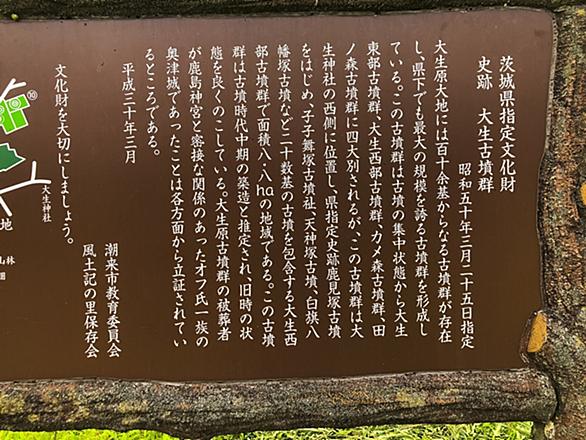 茨城県指定文化財
史跡　大生古墳群
昭和五十年三月二十五日指定
大生原大地には百十余基からなる古墳群が存在
し、県下でも最大の規模を誇る古墳群を形成し
ている。この古墳群は古墳の集中状態から大生
東部古墳群、大生西部古墳群、カメ森古墳群、田
ノ森古墳群に四大別されるが、この古墳群は大
生神社の西側に位置し、県指定史跡鹿見塚古墳
をはじめ、子子舞塚古墳祉、天神塚古墳、白旗八
幡塚古墳など二十数基の古墳を包含する大生西
部古墳群で面積八・八haの地域である。この古墳
群は古墳時代中期の築造と推定され、旧時の状
態を良くのこしている。大生原古墳群の被葬者
が鹿島神宮と密接な関係のあったオフ氏一族の
奥津城であったことは各方面から立証されてい
るところである。
平成三十年三月
潮来市教育委員会
風土記の里保存会
文化財を大切にしましょう。
大生神社
⑩
地
山林
畑